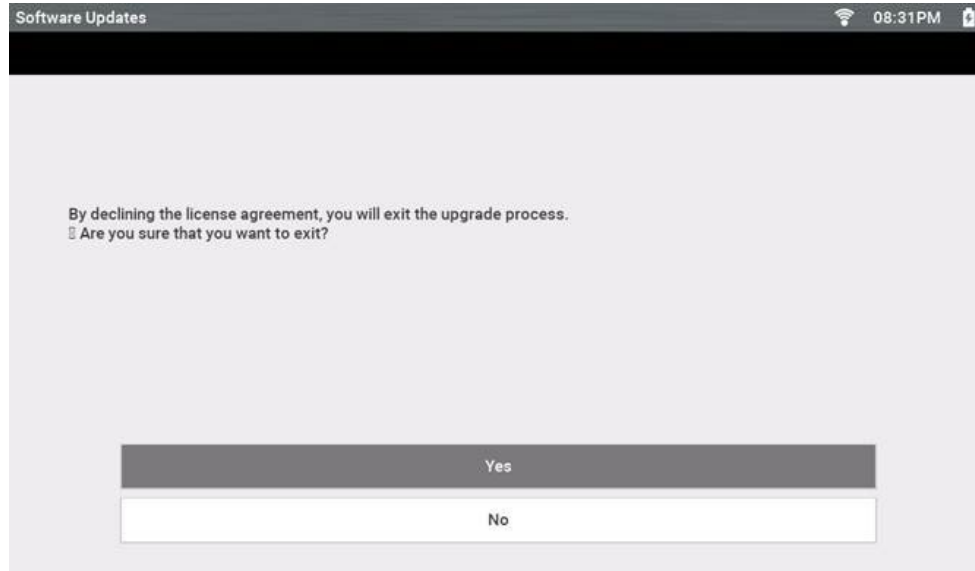 Software Updates 08:31PM
By declining the license agreement, you will exit the upgrade process.
Are you sure that you want to exit?
Yes
No